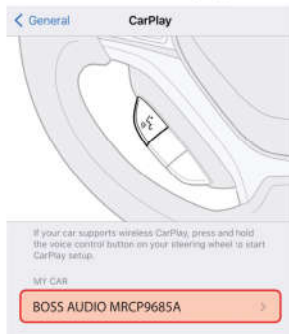 General
CarPlay
If your car supports wireless CarPlay, press and hold
the voice control button on your steering wheel to start
CarPlay setup.
MY CAR
BOSS AUDIO MRCP9685A